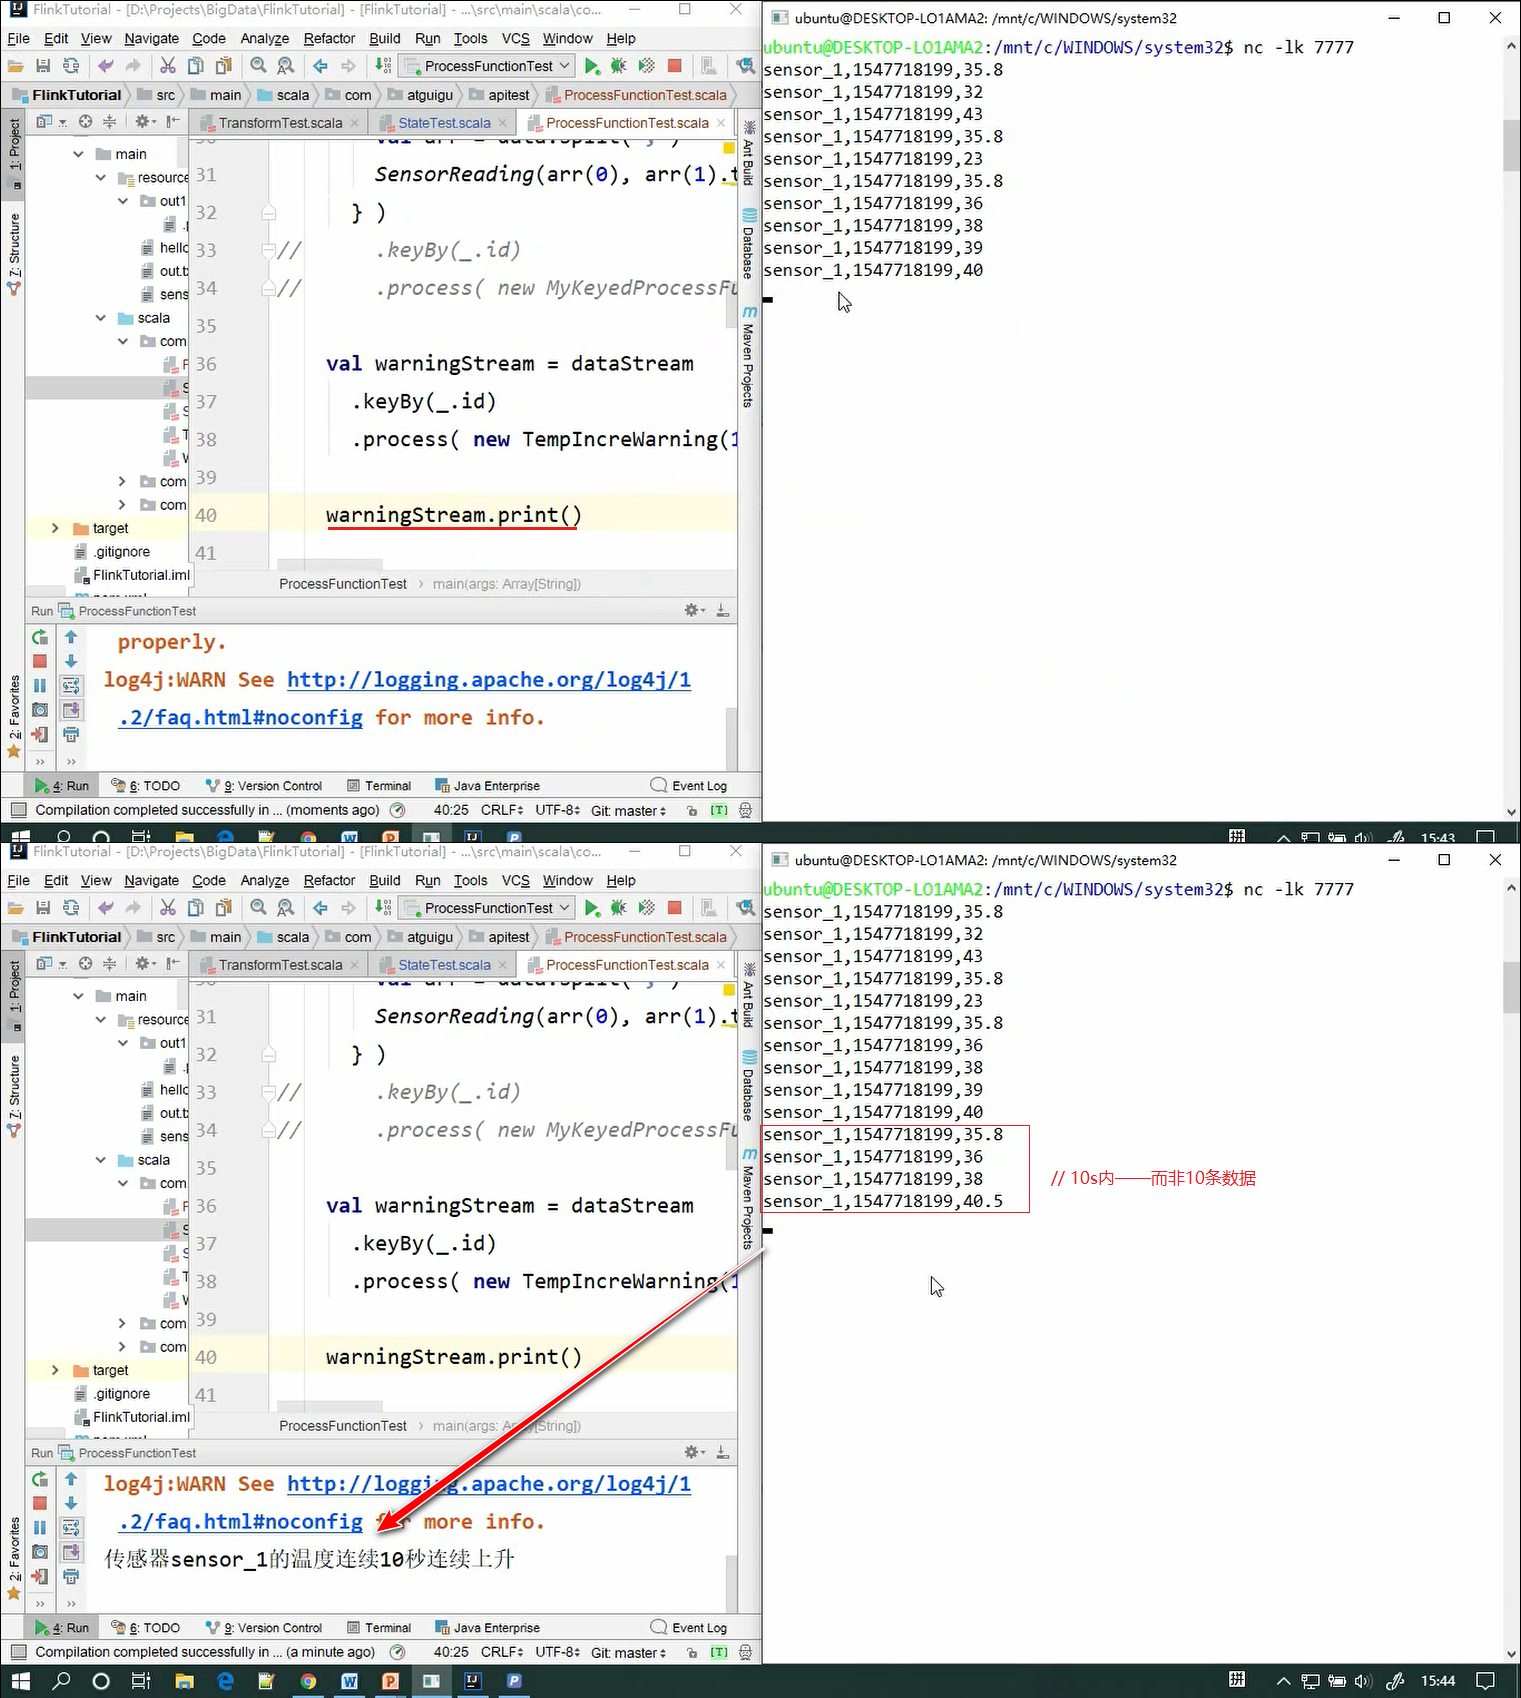 FlinkTutorial - [D:\Projects\BigData\FlinkTutorial] - [FlinkTutorial] - ...\src\main\scala\co...
File Edit View Navigate Code Analyze Refactor Build Run Tools VCS Window Help
ProcessFunctionTest
FlinkTutorial src main scala com atguigu apitest ProcessFunctionTest.scala
TransformTest.scala StateTest.scala ProcessFunctionTest.scala
1: Project
7: Structure
2: Favorites
main
resource
out1
hello
out.t
sens
scala
com
com
com
target
.gitignore
FlinkTutorial.iml
31 SensorReading(arr(0), arr(1).t
32 } )
33 // .keyBy(_.id)
34 // .process( new MyKeyedProcessFu
35
36 val warningStream = dataStream
37 .keyBy(_.id)
38 .process( new TempIncreWarning(1
39
40 warningStream.print()
41
ProcessFunctionTest › main(args: Array[String])
Ant Build
Database
Maven Projects
Run ProcessFunctionTest
properly.
log4j:WARN See http://logging.apache.org/log4j/1
.2/faq.html#noconfig for more info.
4: Run 6: TODO 9: Version Control Terminal Java Enterprise Event Log
Compilation completed successfully in ... (moments ago) 40:25 CRLF UTF-8 Git: master [T]
ubuntu@DESKTOP-LO1AMA2: /mnt/c/WINDOWS/system32
ubuntu@DESKTOP-LO1AMA2:/mnt/c/WINDOWS/system32$ nc -lk 7777
sensor_1,1547718199,35.8
sensor_1,1547718199,32
sensor_1,1547718199,43
sensor_1,1547718199,35.8
sensor_1,1547718199,23
sensor_1,1547718199,35.8
sensor_1,1547718199,36
sensor_1,1547718199,38
sensor_1,1547718199,39
sensor_1,1547718199,40
15:43
FlinkTutorial - [D:\Projects\BigData\FlinkTutorial] - [FlinkTutorial] - ...\src\main\scala\co...
File Edit View Navigate Code Analyze Refactor Build Run Tools VCS Window Help
ProcessFunctionTest
FlinkTutorial src main scala com atguigu apitest ProcessFunctionTest.scala
TransformTest.scala StateTest.scala ProcessFunctionTest.scala
1: Project
7: Structure
2: Favorites
main
resource
out1
hello
out.t
sens
scala
com
com
com
target
.gitignore
FlinkTutorial.iml
31 SensorReading(arr(0), arr(1).t
32 } )
33 // .keyBy(_.id)
34 // .process( new MyKeyedProcessFu
35
36 val warningStream = dataStream
37 .keyBy(_.id)
38 .process( new TempIncreWarning(1
39
40 warningStream.print()
41
ProcessFunctionTest › main(args: Array[String])
Ant Build
Database
Maven Projects
Run ProcessFunctionTest
log4j:WARN See http://logging.apache.org/log4j/1
.2/faq.html#noconfig for more info.
传感器sensor_1的温度连续10秒连续上升
4: Run 6: TODO 9: Version Control Terminal Java Enterprise Event Log
Compilation completed successfully in ... (a minute ago) 40:25 CRLF UTF-8 Git: master [T]
ubuntu@DESKTOP-LO1AMA2: /mnt/c/WINDOWS/system32
ubuntu@DESKTOP-LO1AMA2:/mnt/c/WINDOWS/system32$ nc -lk 7777
sensor_1,1547718199,35.8
sensor_1,1547718199,32
sensor_1,1547718199,43
sensor_1,1547718199,35.8
sensor_1,1547718199,23
sensor_1,1547718199,35.8
sensor_1,1547718199,36
sensor_1,1547718199,38
sensor_1,1547718199,39
sensor_1,1547718199,40
sensor_1,1547718199,35.8
sensor_1,1547718199,36
sensor_1,1547718199,38
sensor_1,1547718199,40.5
// 10s内——而非10条数据
15:44